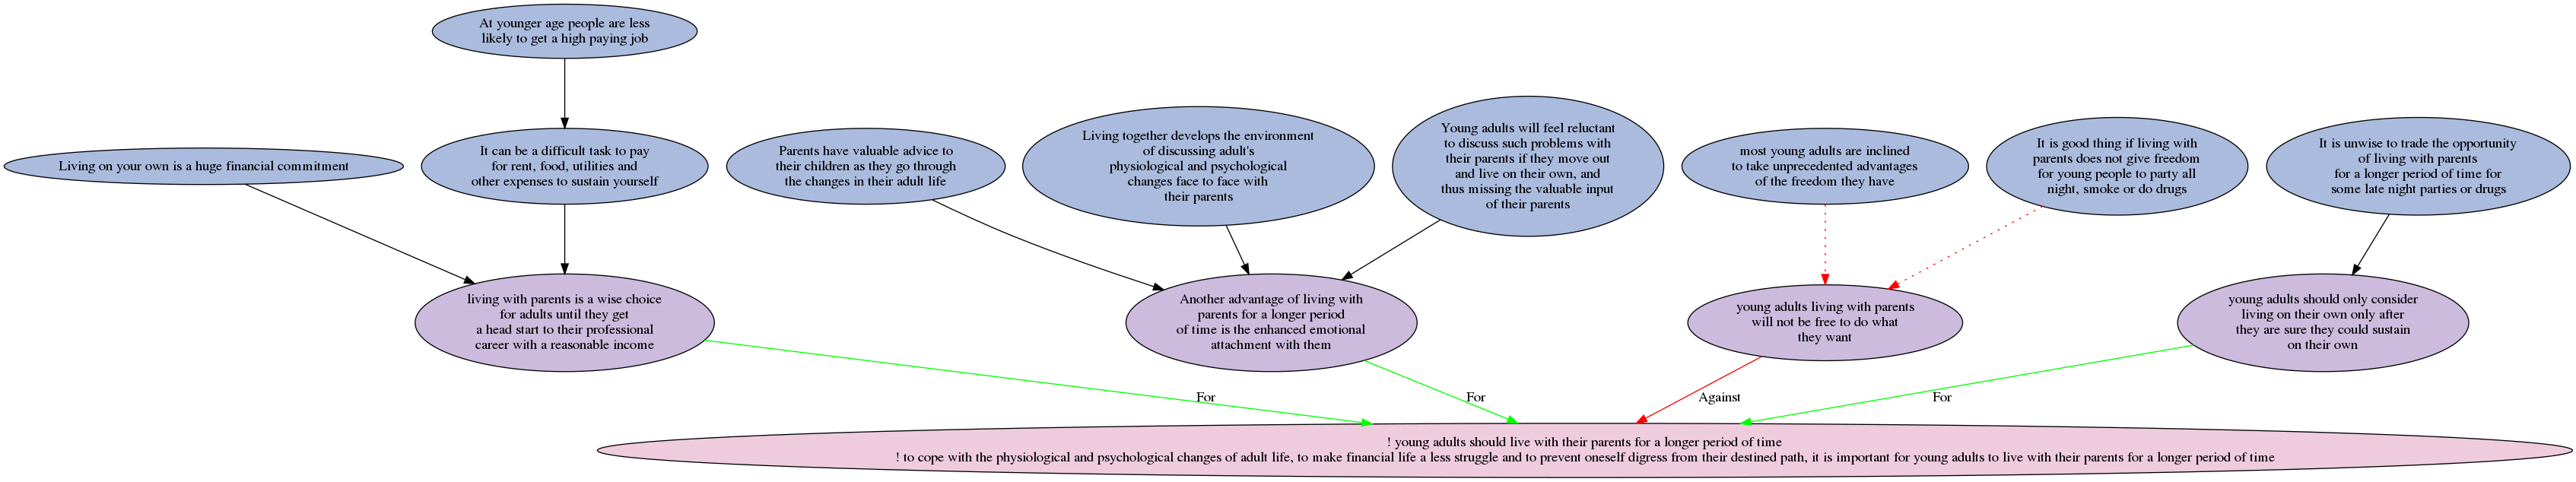 At younger age people are less
likely to get a high paying job
Living on your own is a huge financial commitment
It can be a difficult task to pay
for rent, food, utilities and
other expenses to sustain yourself
Parents have valuable advice to
their children as they go through
the changes in their adult life
Living together develops the environment
of discussing adult's
physiological and psychological
changes face to face with
their parents
Young adults will feel reluctant
to discuss such problems with
their parents if they move out
and live on their own, and
thus missing the valuable input
of their parents
most young adults are inclined
to take unprecedented advantages
of the freedom they have
It is good thing if living with
parents does not give freedom
for young people to party all
night, smoke or do drugs
It is unwise to trade the opportunity
of living with parents
for a longer period of time for
some late night parties or drugs
living with parents is a wise choice
for adults until they get
a head start to their professional
career with a reasonable income
Another advantage of living with
parents for a longer period
of time is the enhanced emotional
attachment with them
young adults living with parents
will not be free to do what
they want
young adults should only consider
living on their own only after
they are sure they could sustain
on their own
For
For
Against
For
! young adults should live with their parents for a longer period of time
! to cope with the physiological and psychological changes of adult life, to make financial life a less struggle and to prevent oneself digress from their destined path, it is important for young adults to live with their parents for a longer period of time